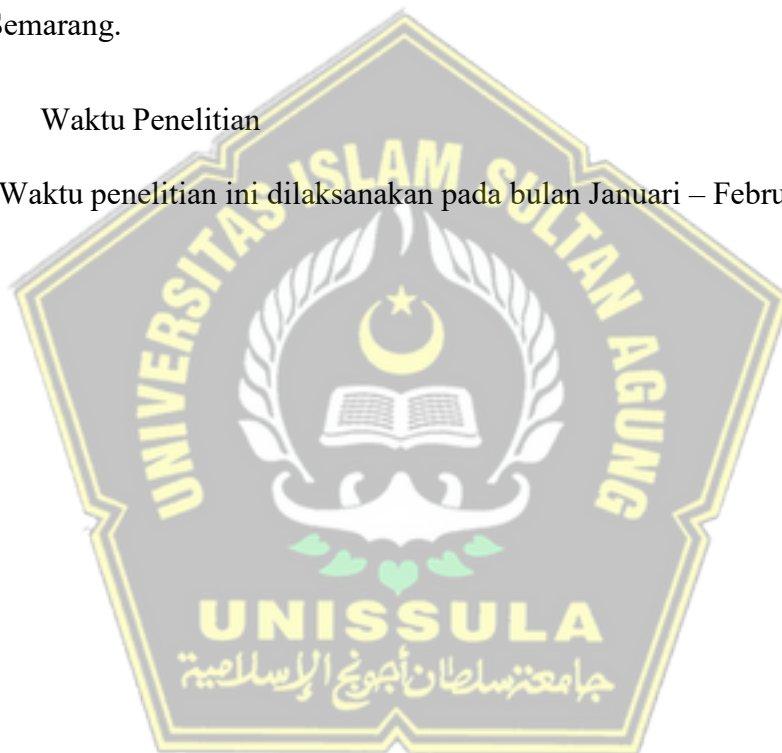 Semarang.
Waktu Penelitian
Waktu penelitian ini dilaksanakan pada bulan Januari – Febru
UNIVERSITAS ISLAM SULTAN AGUNG
UNISSULA
جامعة سلطان أجونج الإسلامية